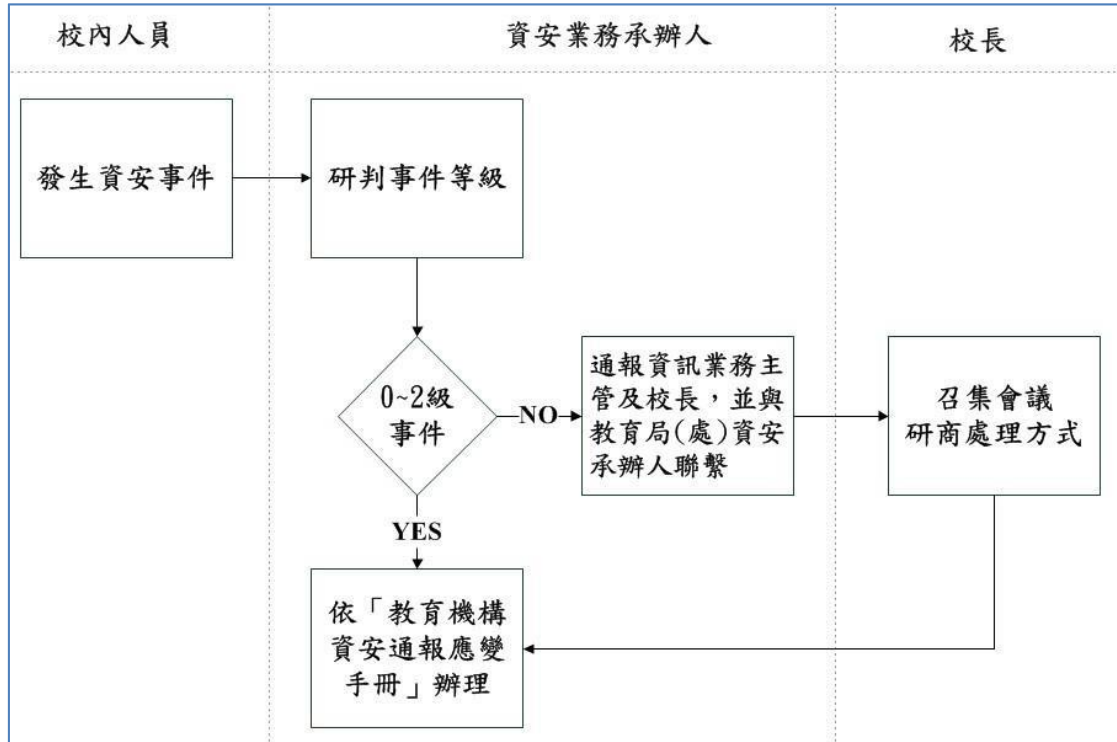 校內人員
資安業務承辦人
校長
發生資安事件
研判事件等級
0~2級
事件
NO
通報資訊業務主
管及校長，並與
教育局(處)資安
承辦人聯繫
召集會議
研商處理方式
YES
依「教育機構
資安通報應變
手冊」辦理